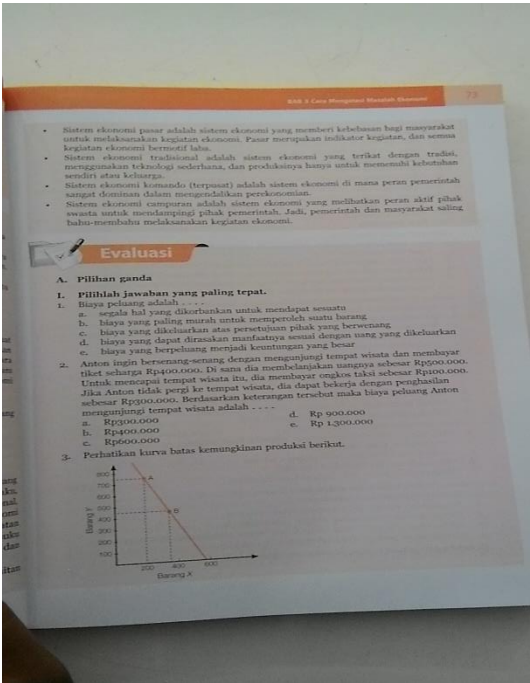 BAB 3 Cara Mengatasi Masalah Ekonomi 73
• Sistem ekonomi pasar adalah sistem ekonomi yang memberi kebebasan bagi masyarakat
untuk melaksanakan kegiatan ekonomi. Pasar merupakan indikator kegiatan, dan semua
kegiatan ekonomi bermotif laba.
• Sistem ekonomi tradisional adalah sistem ekonomi yang terikat dengan tradisi,
menggunakan teknologi sederhana, dan produksinya hanya untuk memenuhi kebutuhan
sendiri atau keluarga.
• Sistem ekonomi komando (terpusat) adalah sistem ekonomi di mana peran pemerintah
sangat dominan dalam mengendalikan perekonomian.
• Sistem ekonomi campuran adalah sistem ekonomi yang melibatkan peran aktif pihak
swasta untuk mendampingi pihak pemerintah. Jadi, pemerintah dan masyarakat saling
bahu-membahu melaksanakan kegiatan ekonomi.
Evaluasi
A. Pilihan ganda
I. Pilihlah jawaban yang paling tepat.
1. Biaya peluang adalah . . . .
a. segala hal yang dikorbankan untuk mendapat sesuatu
b. biaya yang paling murah untuk memperoleh suatu barang
c. biaya yang dikeluarkan atas persetujuan pihak yang berwenang
d. biaya yang dapat dirasakan manfaatnya sesuai dengan uang yang dikeluarkan
e. biaya yang berpeluang menjadi keuntungan yang besar
2. Anton ingin bersenang-senang dengan mengunjungi tempat wisata dan membayar
tiket seharga Rp400.000. Di sana dia membelanjakan uangnya sebesar Rp500.000.
Untuk mencapai tempat wisata itu, dia membayar ongkos taksi sebesar Rp100.000.
Jika Anton tidak pergi ke tempat wisata, dia dapat bekerja dengan penghasilan
sebesar Rp300.000. Berdasarkan keterangan tersebut maka biaya peluang Anton
mengunjungi tempat wisata adalah . . . .
a. Rp300.000 d. Rp 900.000
b. Rp400.000 e. Rp 1.300.000
c. Rp600.000
3. Perhatikan kurva batas kemungkinan produksi berikut.
Barang Y
800
700
600
500
400
300
200
100
A
B
200 400 600
Barang X